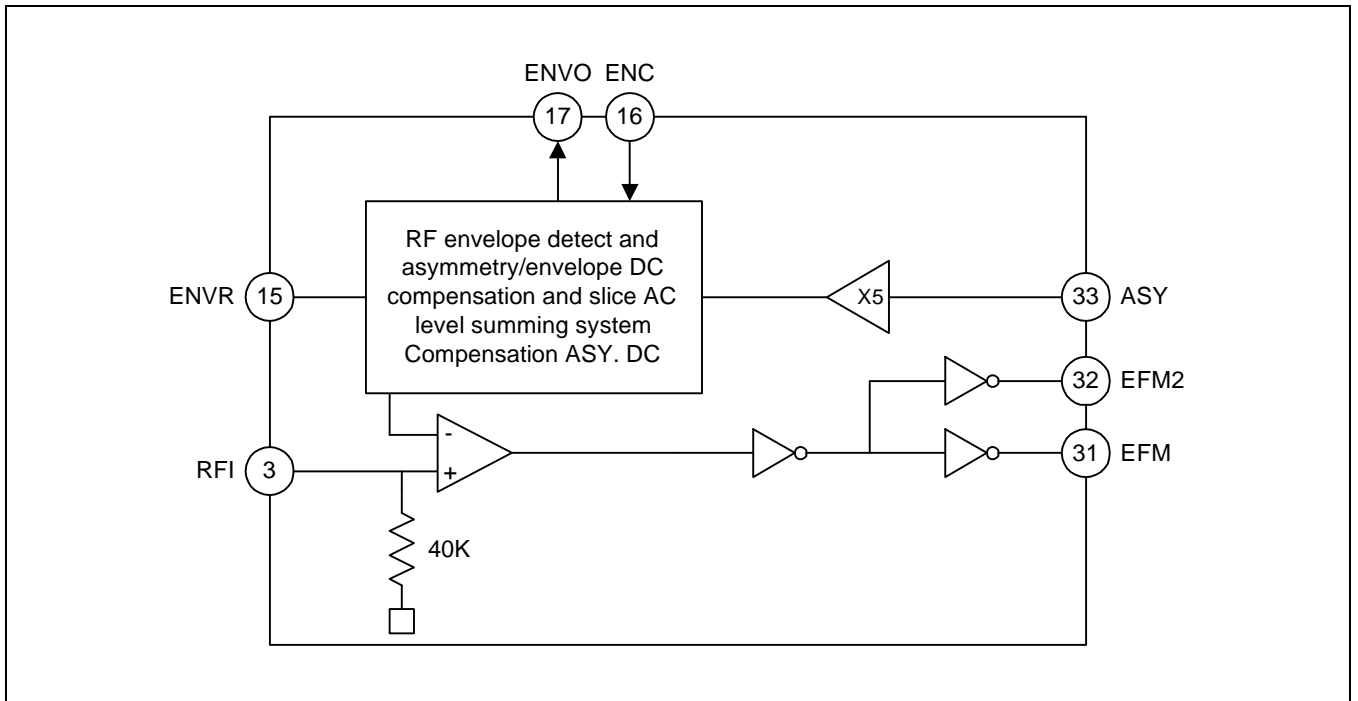 ENVO ENC
17 16
RF envelope detect and
asymmetry/envelope DC
compensation and slice AC
level summing system
Compensation ASY. DC
ENVR 15
X5
33 ASY
32 EFM2
-
+
31 EFM
RFI 3
40K